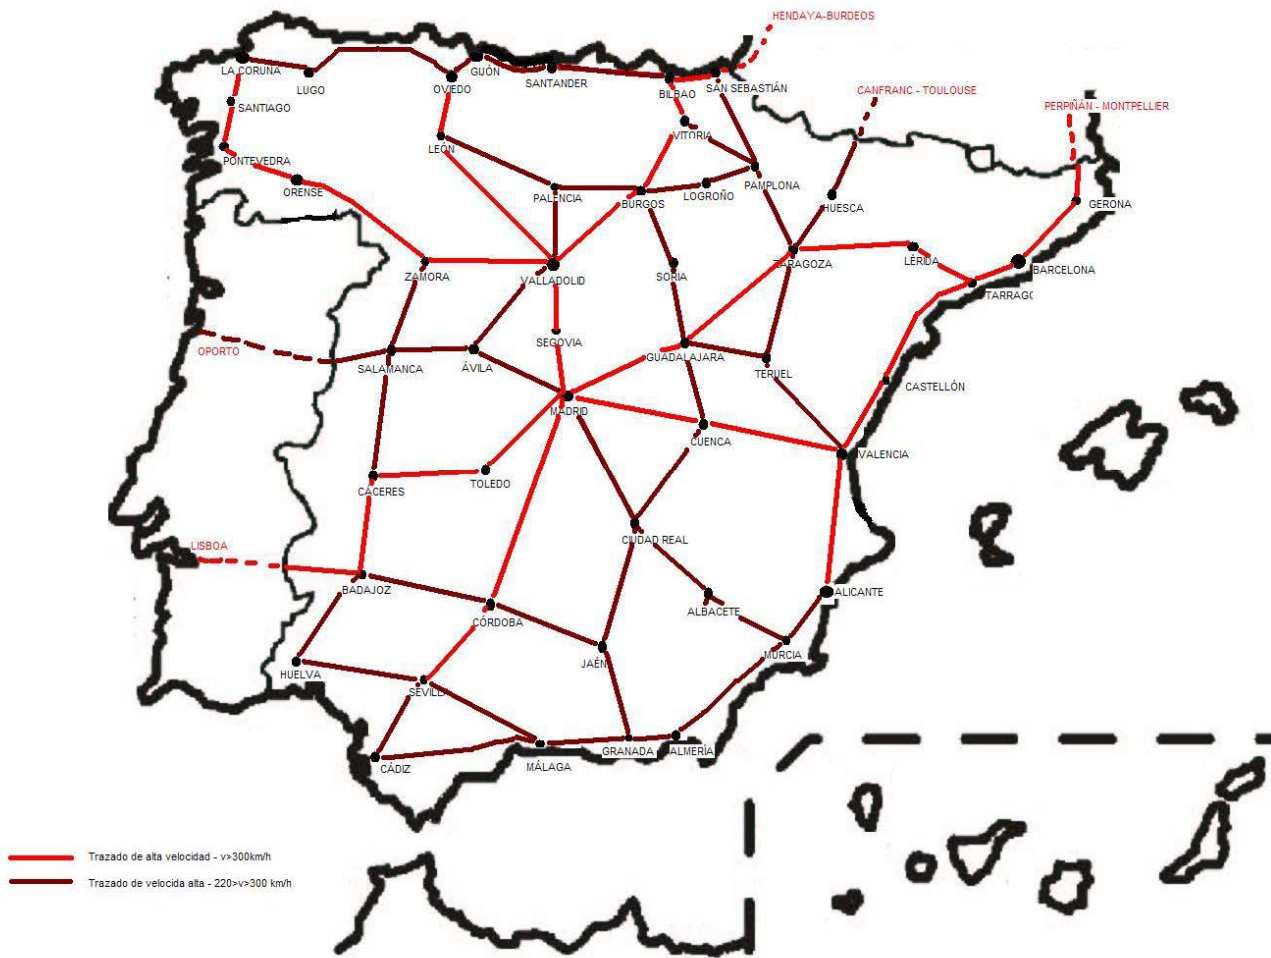 HENDAYA-BURDEOS
LA CORUNA
LUGO
OVIEDO
GIJÓN
SANTANDER
BILBAO
SAN SEBASTIÁN
CANFRANC - TOULOUSE
PERPIÑÁN - MONTPELLIER
SANTIAGO
VITORIA
PONTEVEDRA
LEÓN
ORENSE
PALENCIA
BURGOS
LOGROÑO
PAMPLONA
HUESCA
GERONA
ZAMORA
VALLADOLID
SORIA
ZARAGOZA
LÉRIDA
BARCELONA
TARRAGO
OPORTO
SEGOVIA
SALAMANCA
ÁVILA
GUADALAJARA
TERUEL
CASTELLÓN
MADRID
CUENCA
VALENCIA
CÁCERES
TOLEDO
LISBOA
CIUDAD REAL
BADAJOZ
CÓRDOBA
ALBACETE
ALICANTE
HUELVA
SEVILLA
JAÉN
MURCIA
CÁDIZ
MÁLAGA
GRANADA
ALMERÍA
Trazado de alta velocidad - v>300km/h
Trazado de velocida alta - 220>v>300 km/h